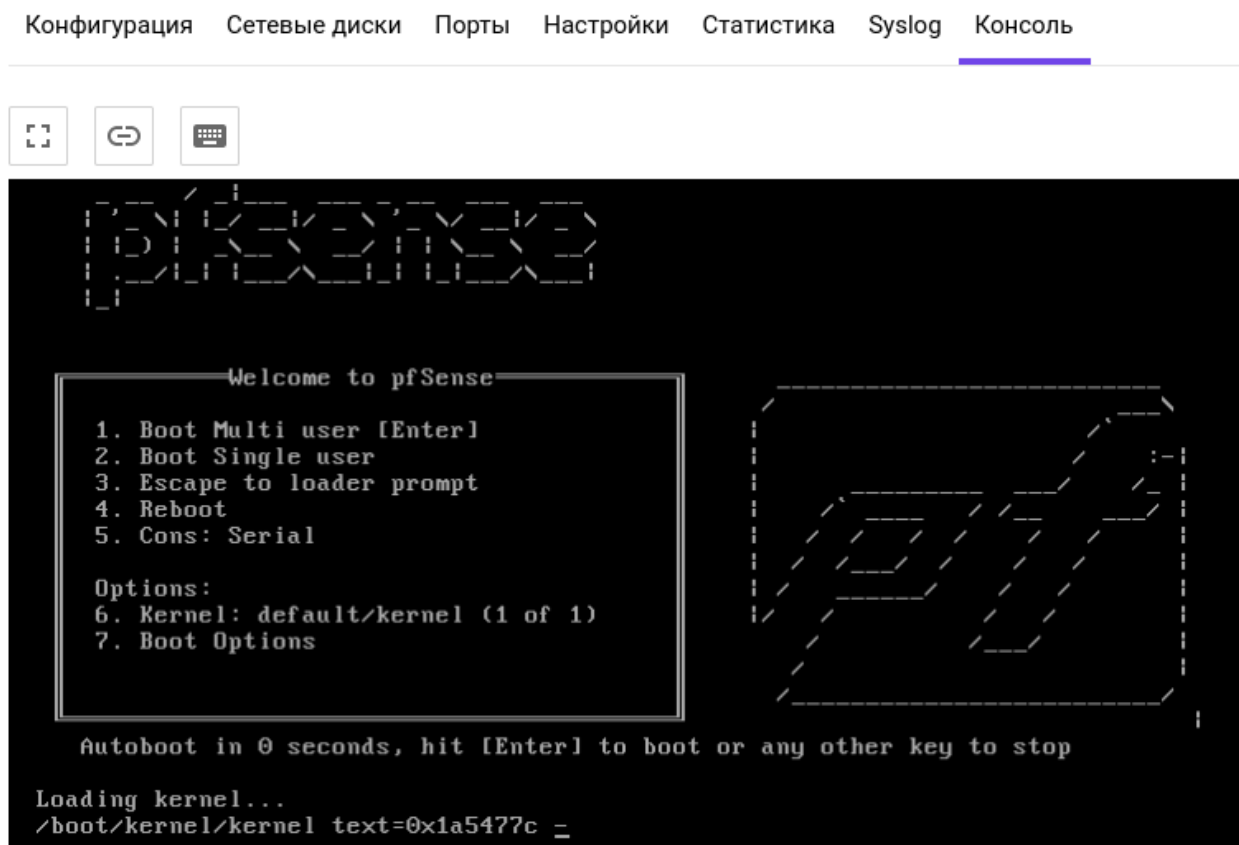 Конфигурация Сетевые диски Порты Настройки Статистика Syslog Консоль
pfsense
Welcome to pfSense
1. Boot Multi user [Enter]
2. Boot Single user
3. Escape to loader prompt
4. Reboot
5. Cons: Serial
Options:
6. Kernel: default/kernel (1 of 1)
7. Boot Options
pf
Autoboot in 0 seconds, hit [Enter] to boot or any other key to stop
Loading kernel...
/boot/kernel/kernel text=0x1a5477c -